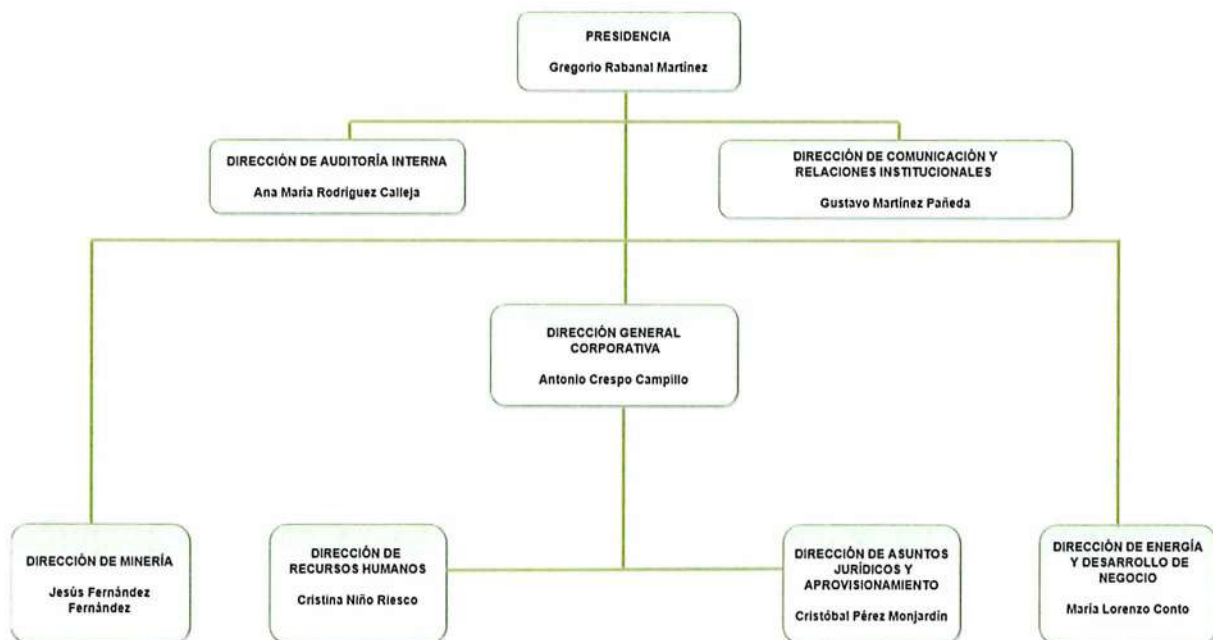 PRESIDENCIA
Gregorio Rabanal Martínez
DIRECCIÓN DE AUDITORÍA INTERNA
Ana María Rodríguez Calleja
DIRECCIÓN DE COMUNICACIÓN Y
RELACIONES INSTITUCIONALES
Gustavo Martínez Pañeda
DIRECCIÓN GENERAL
CORPORATIVA
Antonio Crespo Campillo
DIRECCIÓN DE MINERÍA
Jesús Fernández
Fernández
DIRECCIÓN DE
RECURSOS HUMANOS
Cristina Niño Riesco
DIRECCIÓN DE ASUNTOS
JURÍDICOS Y
APROVISIONAMIENTO
Cristóbal Pérez Monjardín
DIRECCIÓN DE ENERGÍA
Y DESARROLLO DE
NEGOCIO
María Lorenzo Conto